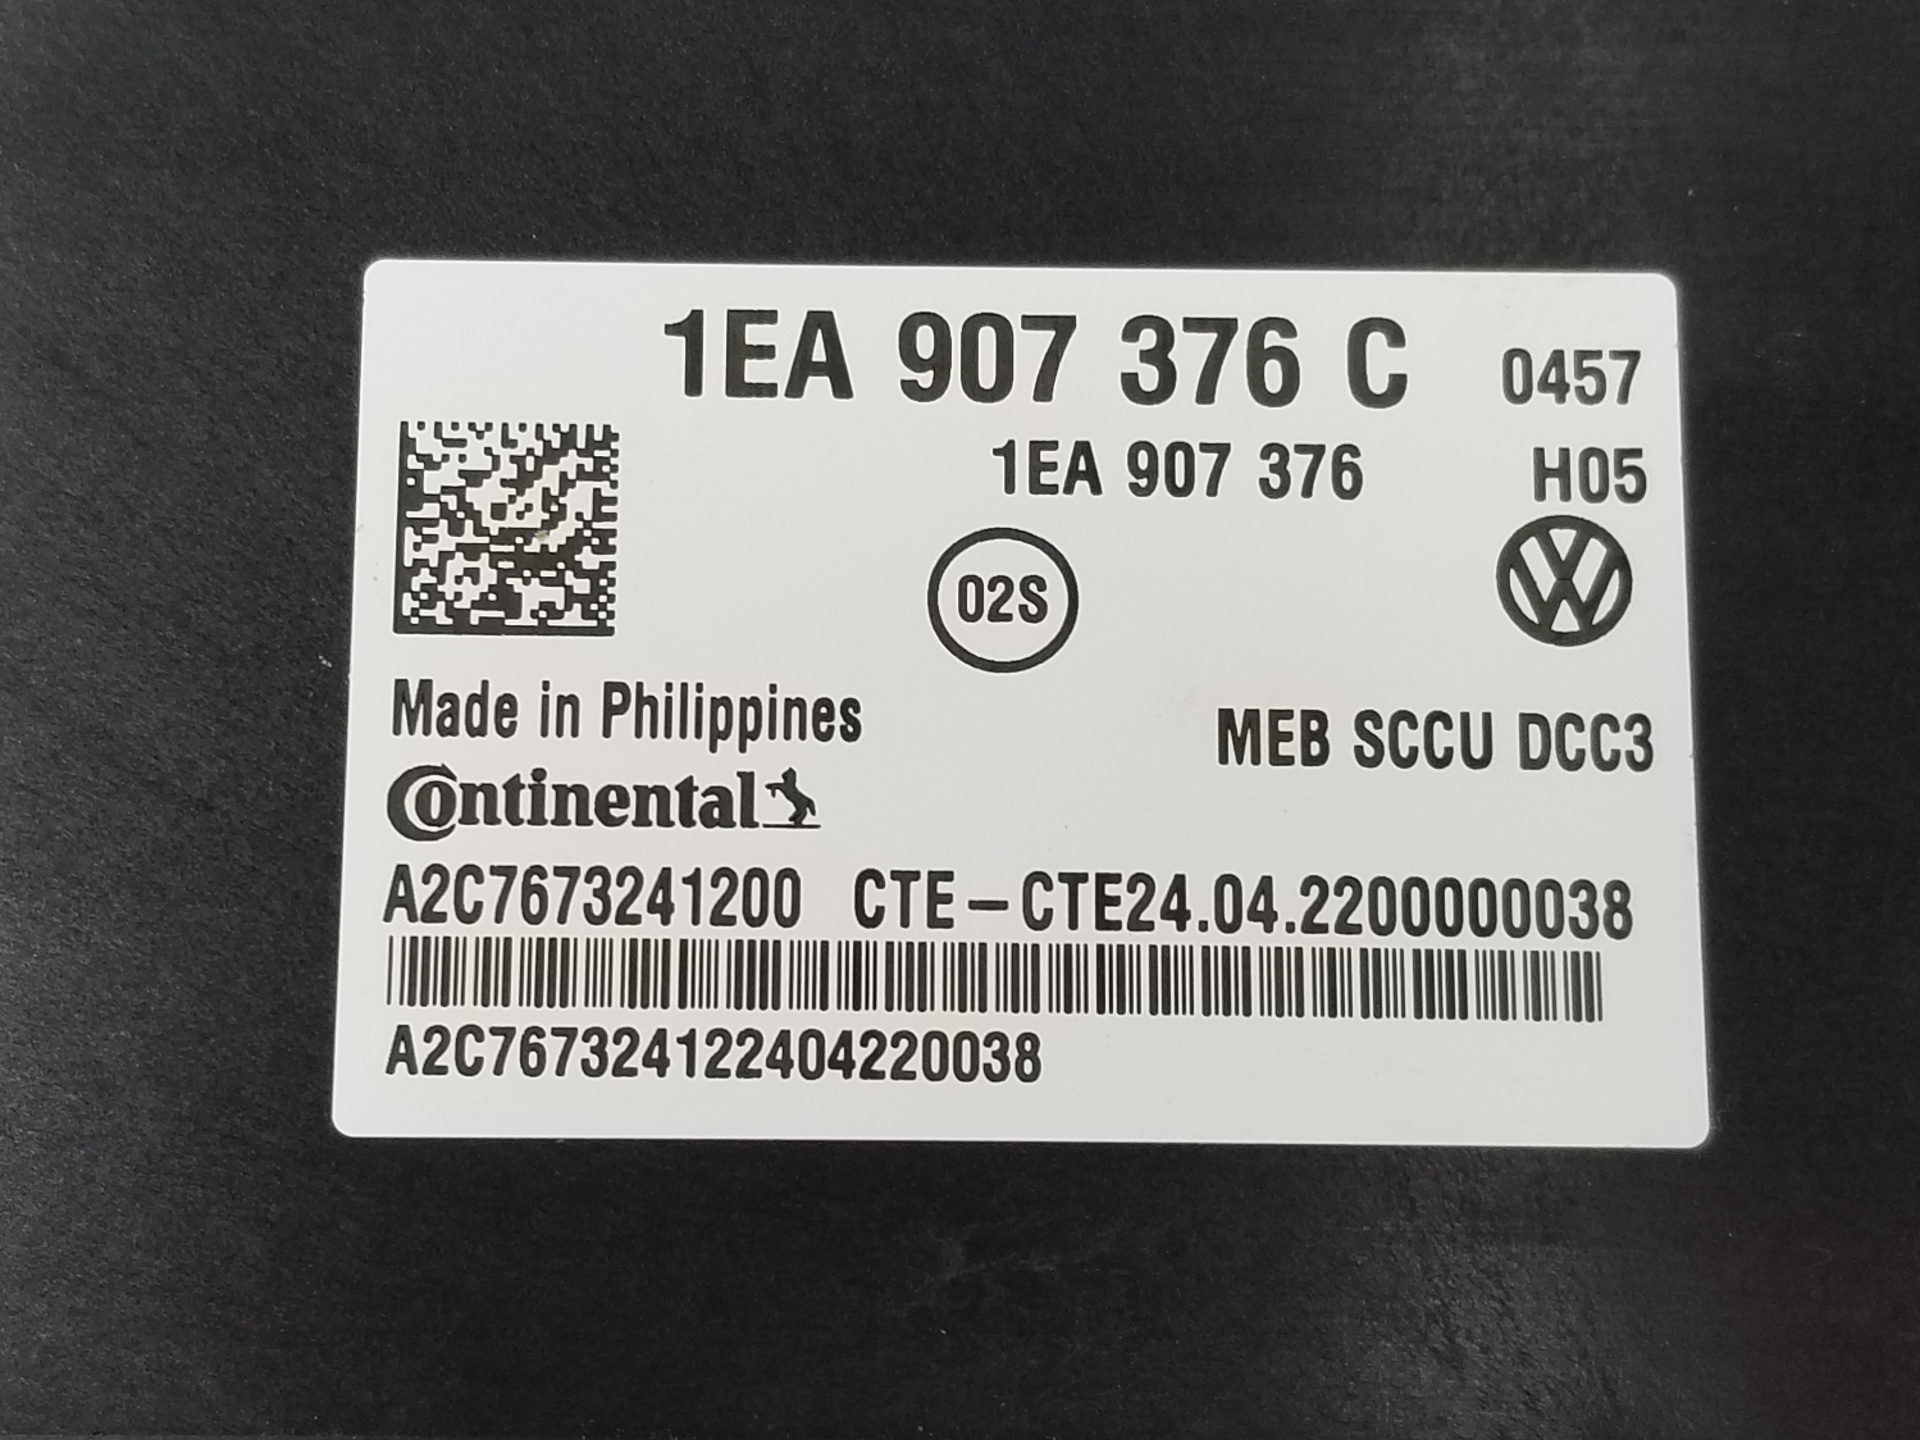 1EA 907 376 C 0457
1EA 907 376 H05
02S
Made in Philippines
MEB SCCU DCC3
Continental
A2C7673241200 CTE-CTE24.04.2200000038
A2C767324122404220038